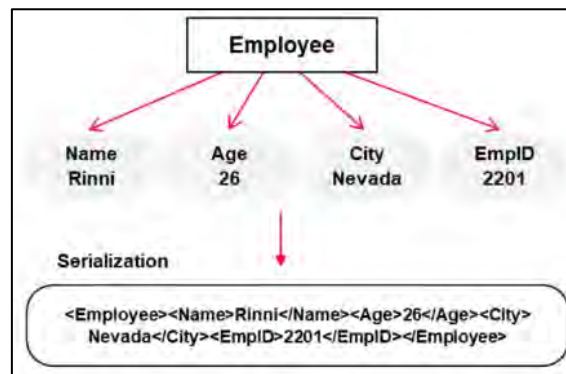 Employee
Name Age City EmpID
Rinni 26 Nevada 2201
Serialization
<Employee><Name>Rinni</Name><Age>26</Age><City>
Nevada</City><EmpID>2201</EmpID></Employee>